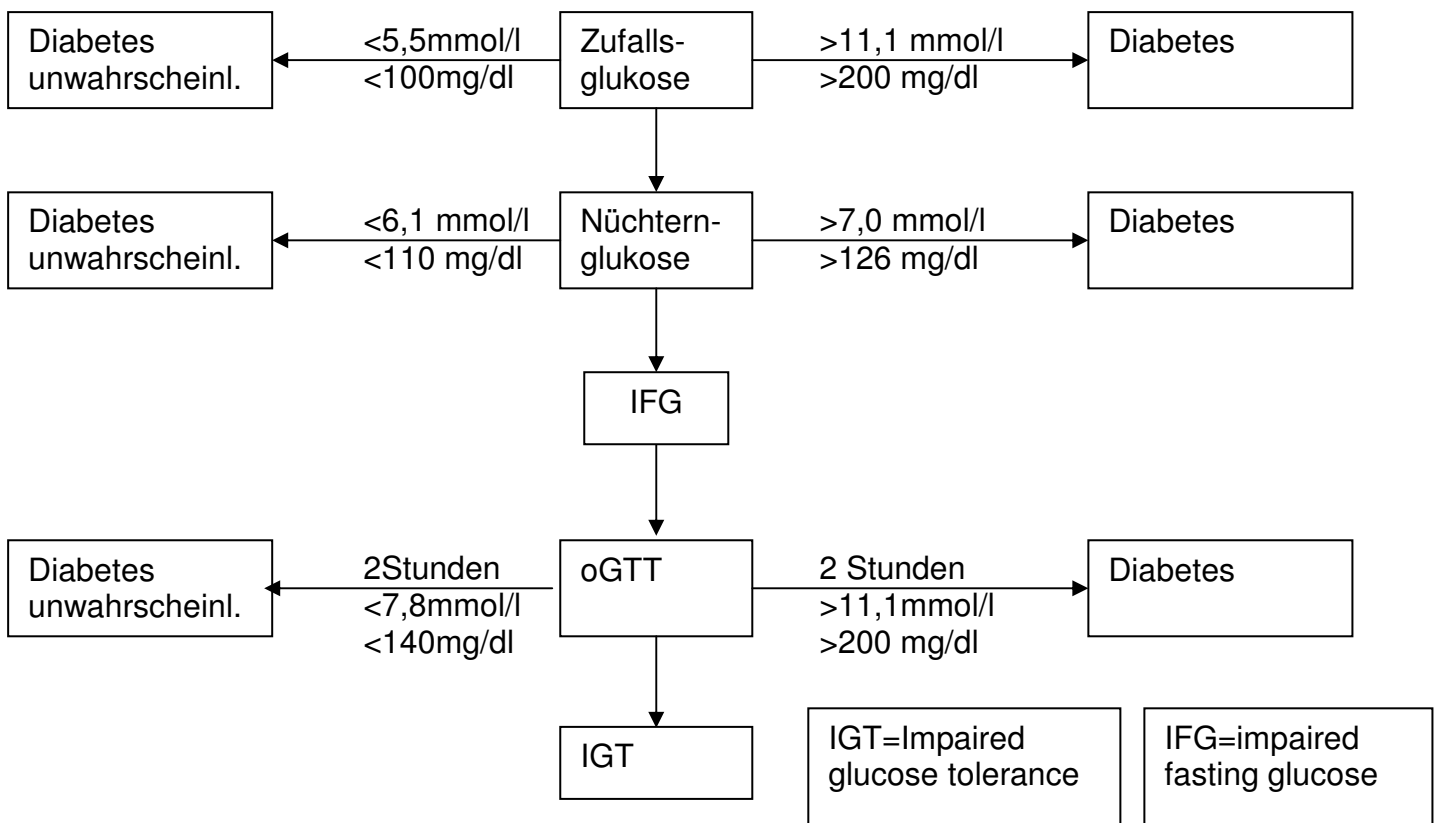 Diabetes
unwahrscheinl.
<5,5mmol/l
<100mg/dl
Zufalls-
glukose
>11,1 mmol/l
>200 mg/dl
Diabetes
Diabetes
unwahrscheinl.
<6,1 mmol/l
<110 mg/dl
Nüchtern-
glukose
>7,0 mmol/l
>126 mg/dl
Diabetes
IFG
Diabetes
unwahrscheinl.
2Stunden
<7,8mmol/l
<140mg/dl
oGTT
2 Stunden
>11,1mmol/l
>200 mg/dl
Diabetes
IGT
IGT=Impaired
glucose tolerance
IFG=impaired
fasting glucose